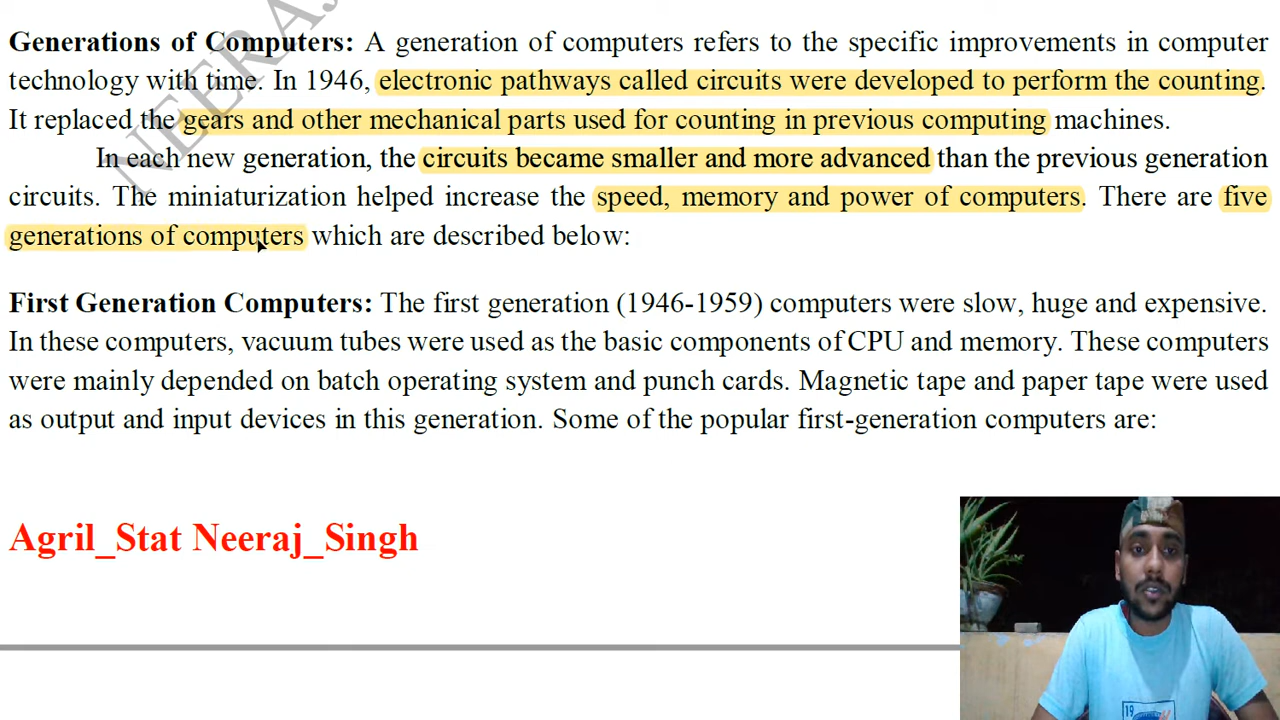 NEERAJ
Generations of Computers: A generation of computers refers to the specific improvements in computer
technology with time. In 1946, electronic pathways called circuits were developed to perform the counting.
It replaced the gears and other mechanical parts used for counting in previous computing machines.
In each new generation, the circuits became smaller and more advanced than the previous generation
circuits. The miniaturization helped increase the speed, memory and power of computers. There are five
generations of computers which are described below:
First Generation Computers: The first generation (1946-1959) computers were slow, huge and expensive.
In these computers, vacuum tubes were used as the basic components of CPU and memory. These computers
were mainly depended on batch operating system and punch cards. Magnetic tape and paper tape were used
as output and input devices in this generation. Some of the popular first-generation computers are:
Agril_Stat Neeraj_Singh
19